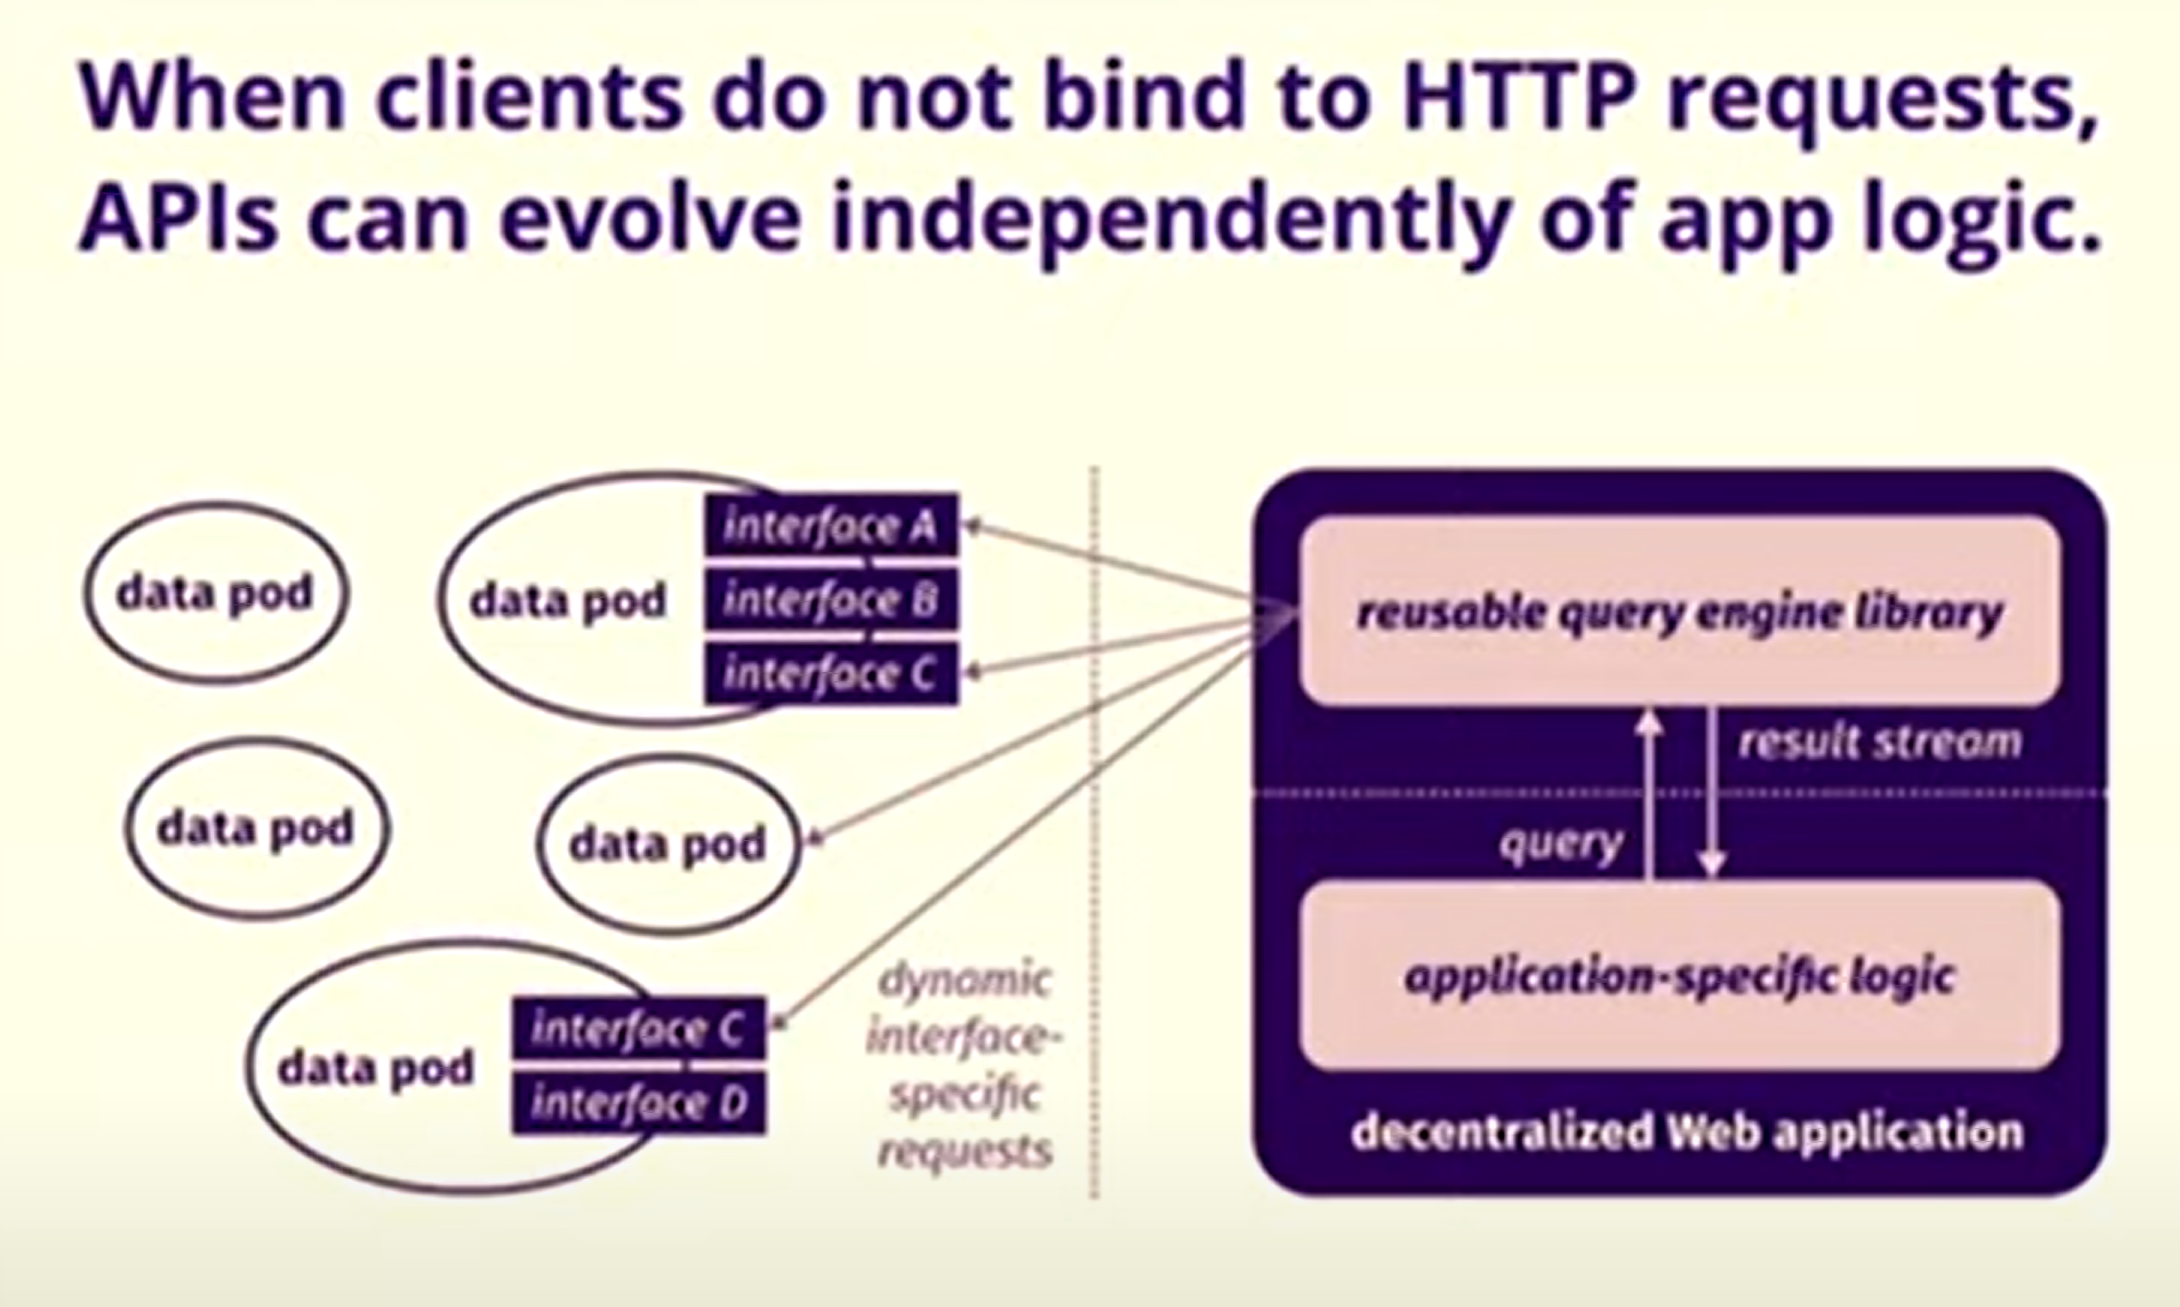 When clients do not bind to HTTP requests,
APIs can evolve independently of app logic.
data pod
data pod
interface A
interface B
interface C
data pod
data pod
data pod
interface C
interface D
dynamic
interface-
specific
requests
reusable query engine library
result stream
query
application-specific logic
decentralized Web application